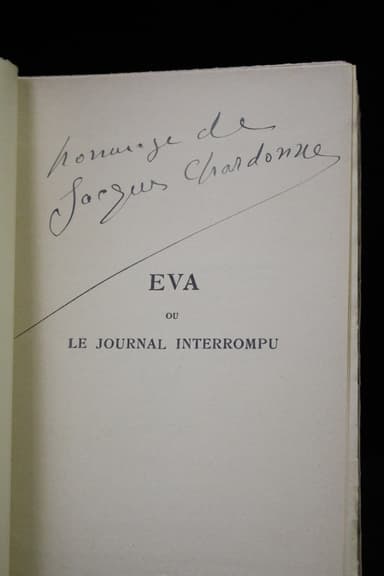 hommage de
Jacques Chardonne
EVA
OU
LE JOURNAL INTERROMPU